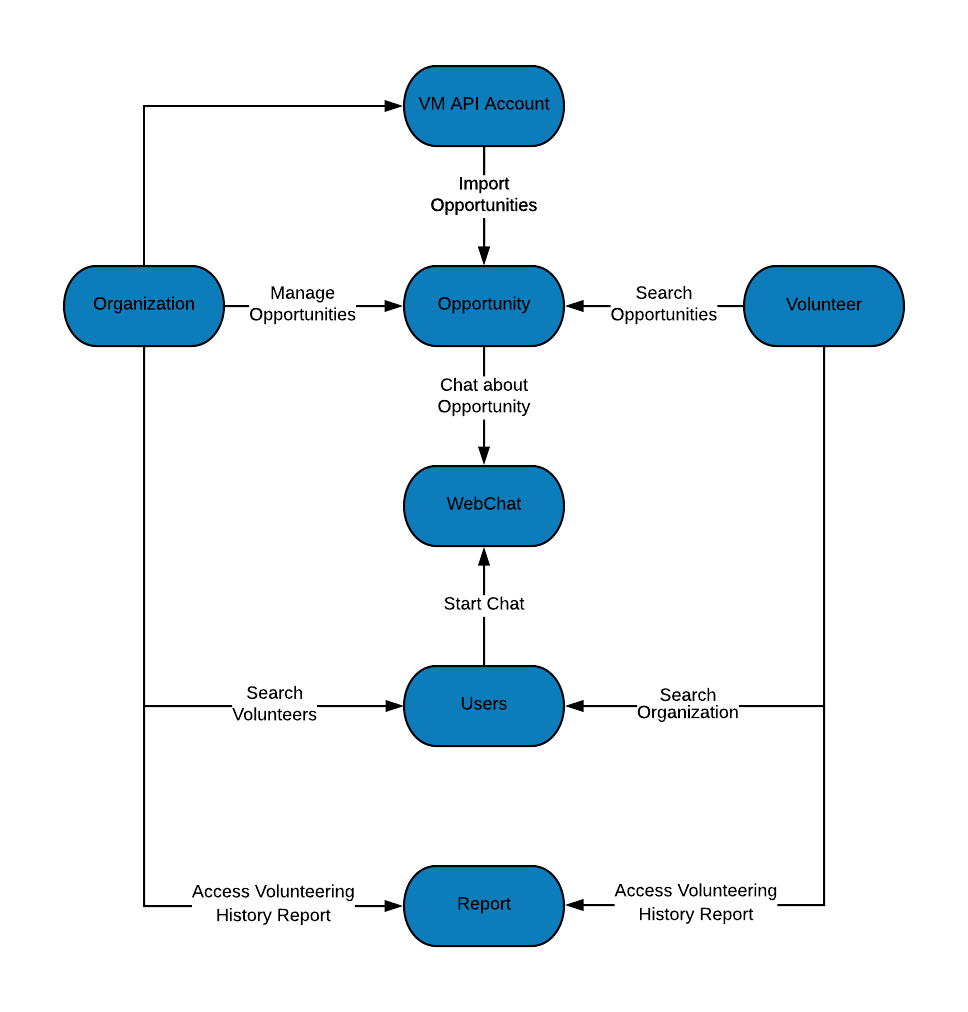 VM API Account
Import
Opportunities
Organization
Manage
Opportunities
Opportunity
Search
Opportunities
Volunteer
Chat about
Opportunity
WebChat
Start Chat
Search
Volunteers
Users
Search
Organization
Access Volunteering
History Report
Report
Access Volunteering
History Report